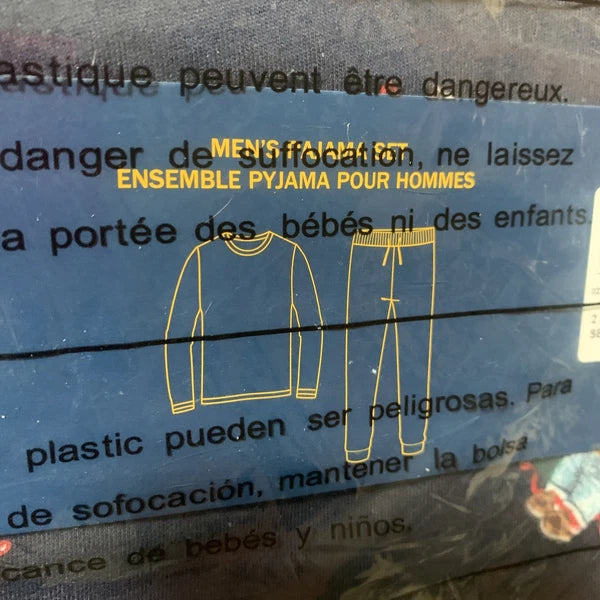 astique peuvent être dangereux.
danger de suffocation, ne laissez
MEN'S PAJAMA SET
ENSEMBLE PYJAMA POUR HOMMES
a portée des bébés ni des enfants.
plastic pueden ser peligrosas. Para
de sofocación, mantener la bolsa
cance de bebés y niños.